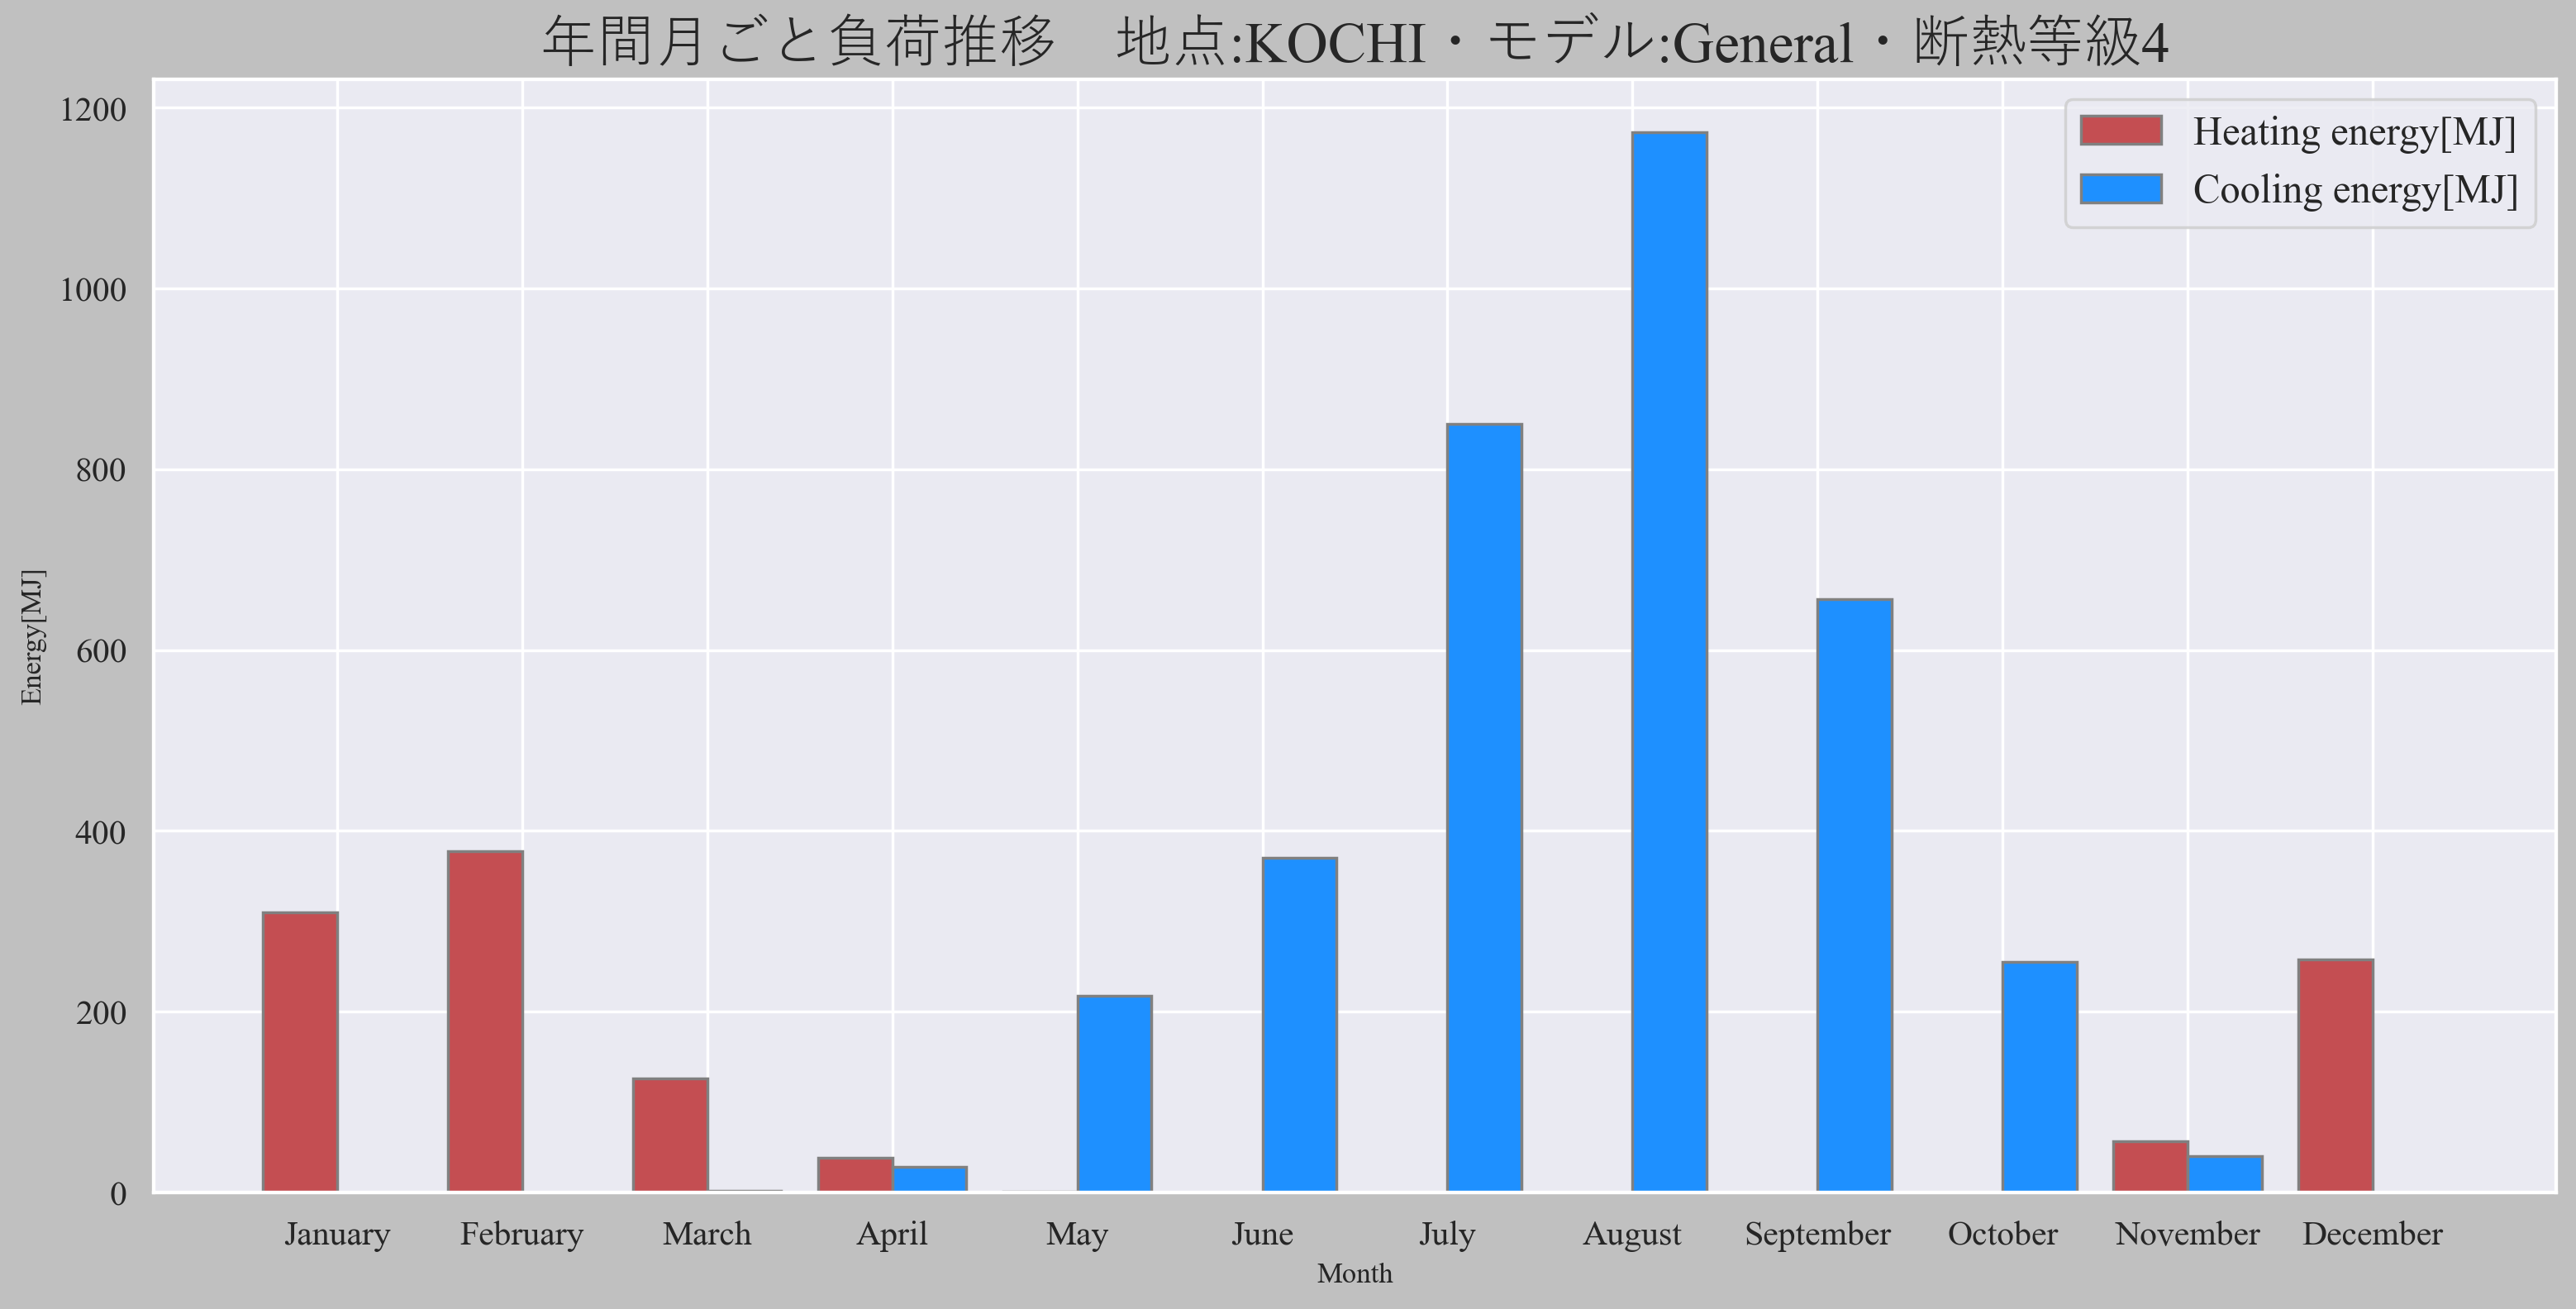 年間月ごと負荷推移　地点:KOCHI・モデル:General・断熱等級4
Heating energy[MJ]
Cooling energy[MJ]
Energy[MJ]
1200
1000
800
600
400
200
0
January February March April May June July August September October November December
Month